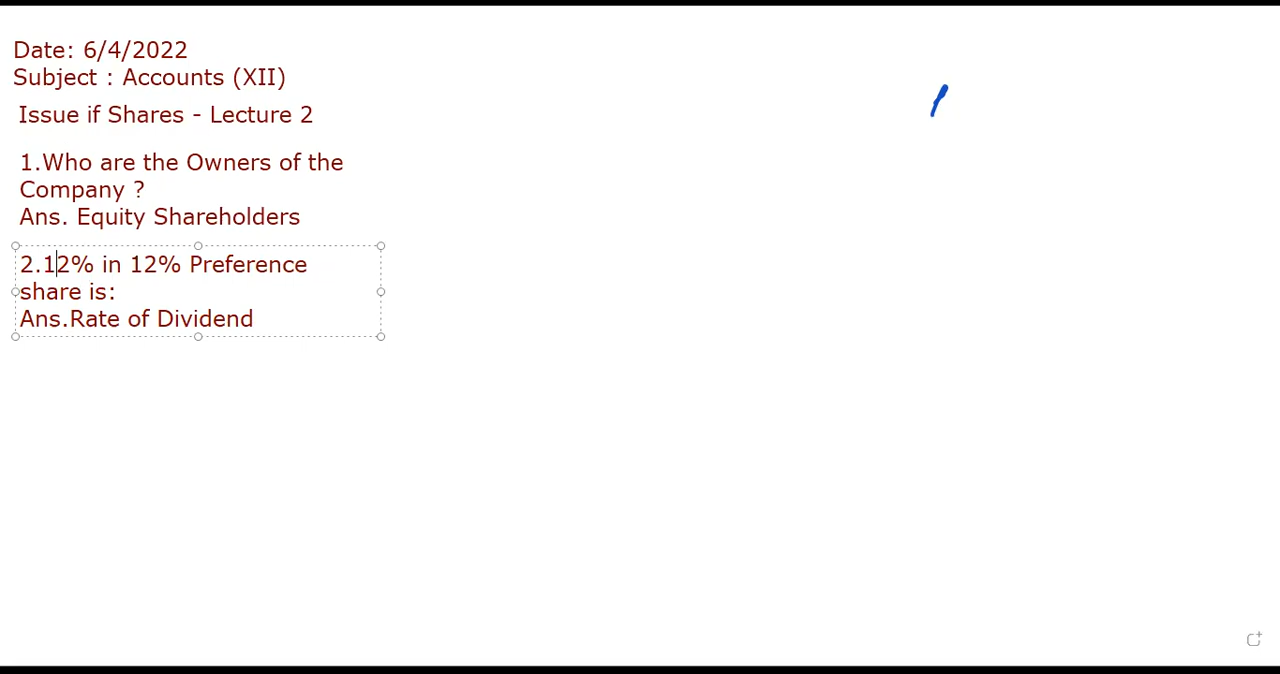 Date: 6/4/2022
Subject : Accounts (XII)
Issue if Shares - Lecture 2
1.Who are the Owners of the
Company ?
Ans. Equity Shareholders
2.12% in 12% Preference
share is:
Ans.Rate of Dividend